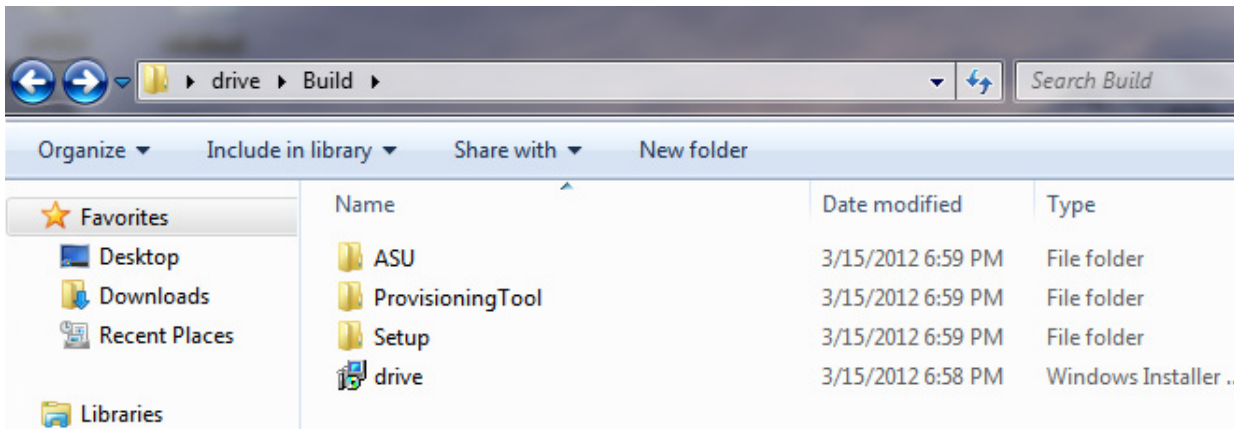 drive Build
Search Build
Organize Include in library Share with New folder
Name Date modified Type
Favorites
Desktop
Downloads
Recent Places
Libraries
ASU 3/15/2012 6:59 PM File folder
ProvisioningTool 3/15/2012 6:59 PM File folder
Setup 3/15/2012 6:59 PM File folder
drive 3/15/2012 6:58 PM Windows Installer ..